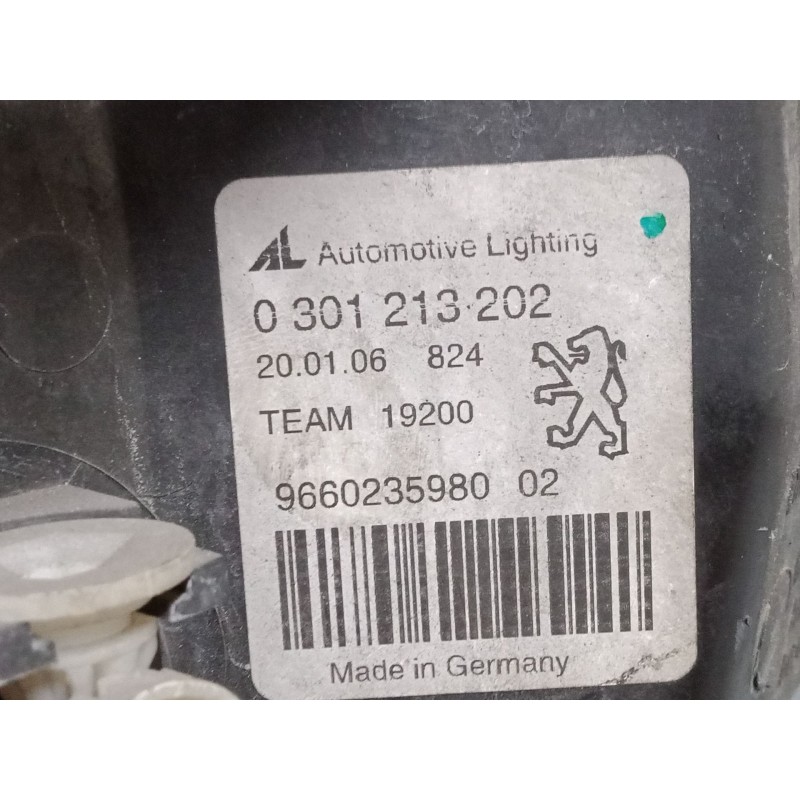 AL Automotive Lighting
0 301 213 202
20.01.06 824
TEAM 19200
9660235980 02
Made in Germany